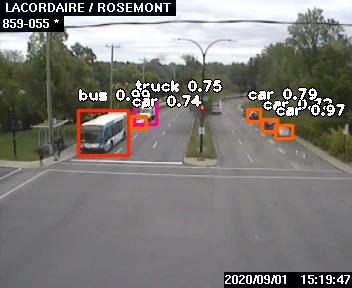 LACORDAIRE / ROSEMONT
859-055 *
truck 0.75
bus 0.99
car 0.74
car 0.79
car 0.97
2020/09/01 15:19:47